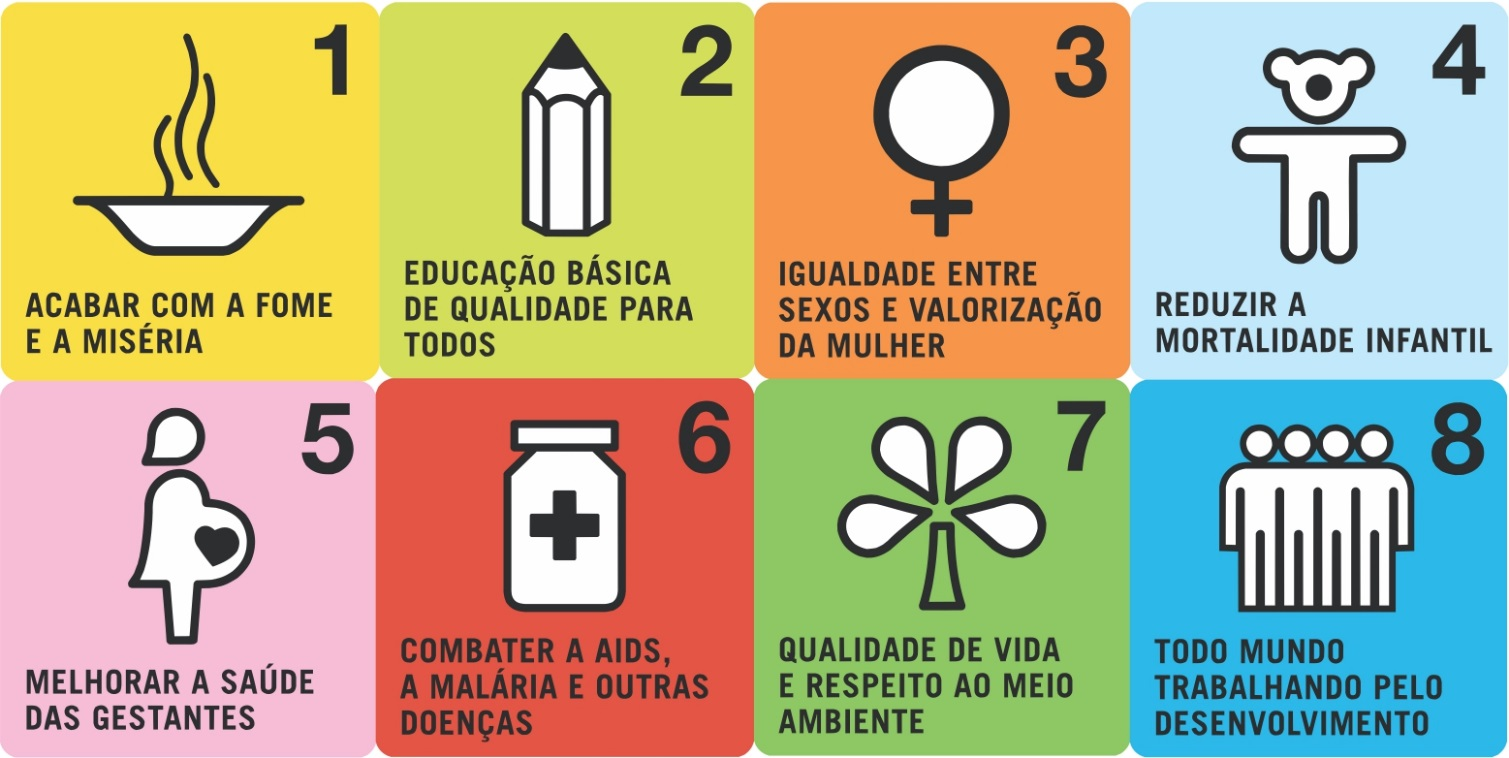 1
ACABAR COM A FOME
E A MISÉRIA
2
EDUCAÇÃO BÁSICA
DE QUALIDADE PARA
TODOS
3
IGUALDADE ENTRE
SEXOS E VALORIZAÇÃO
DA MULHER
4
REDUZIR A
MORTALIDADE INFANTIL
5
MELHORAR A SAÚDE
DAS GESTANTES
6
COMBATER A AIDS,
A MALÁRIA E OUTRAS
DOENÇAS
7
QUALIDADE DE VIDA
E RESPEITO AO MEIO
AMBIENTE
8
TODO MUNDO
TRABALHANDO PELO
DESENVOLVIMENTO